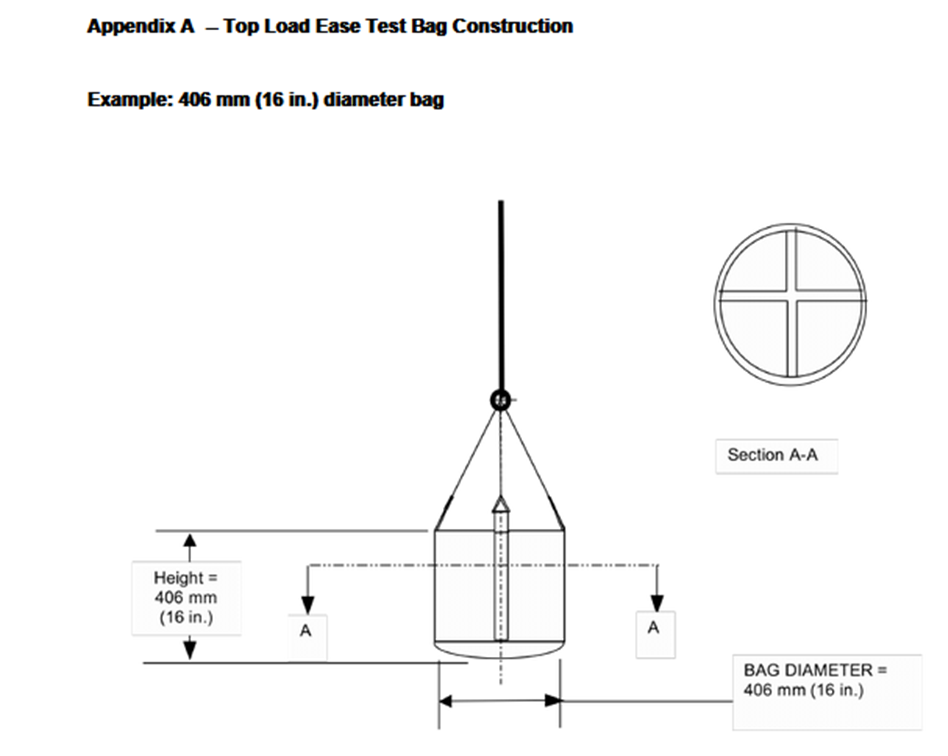 Appendix A – Top Load Ease Test Bag Construction
Example: 406 mm (16 in.) diameter bag
Section A-A
Height =
406 mm
(16 in.)
A
A
BAG DIAMETER =
406 mm (16 in.)